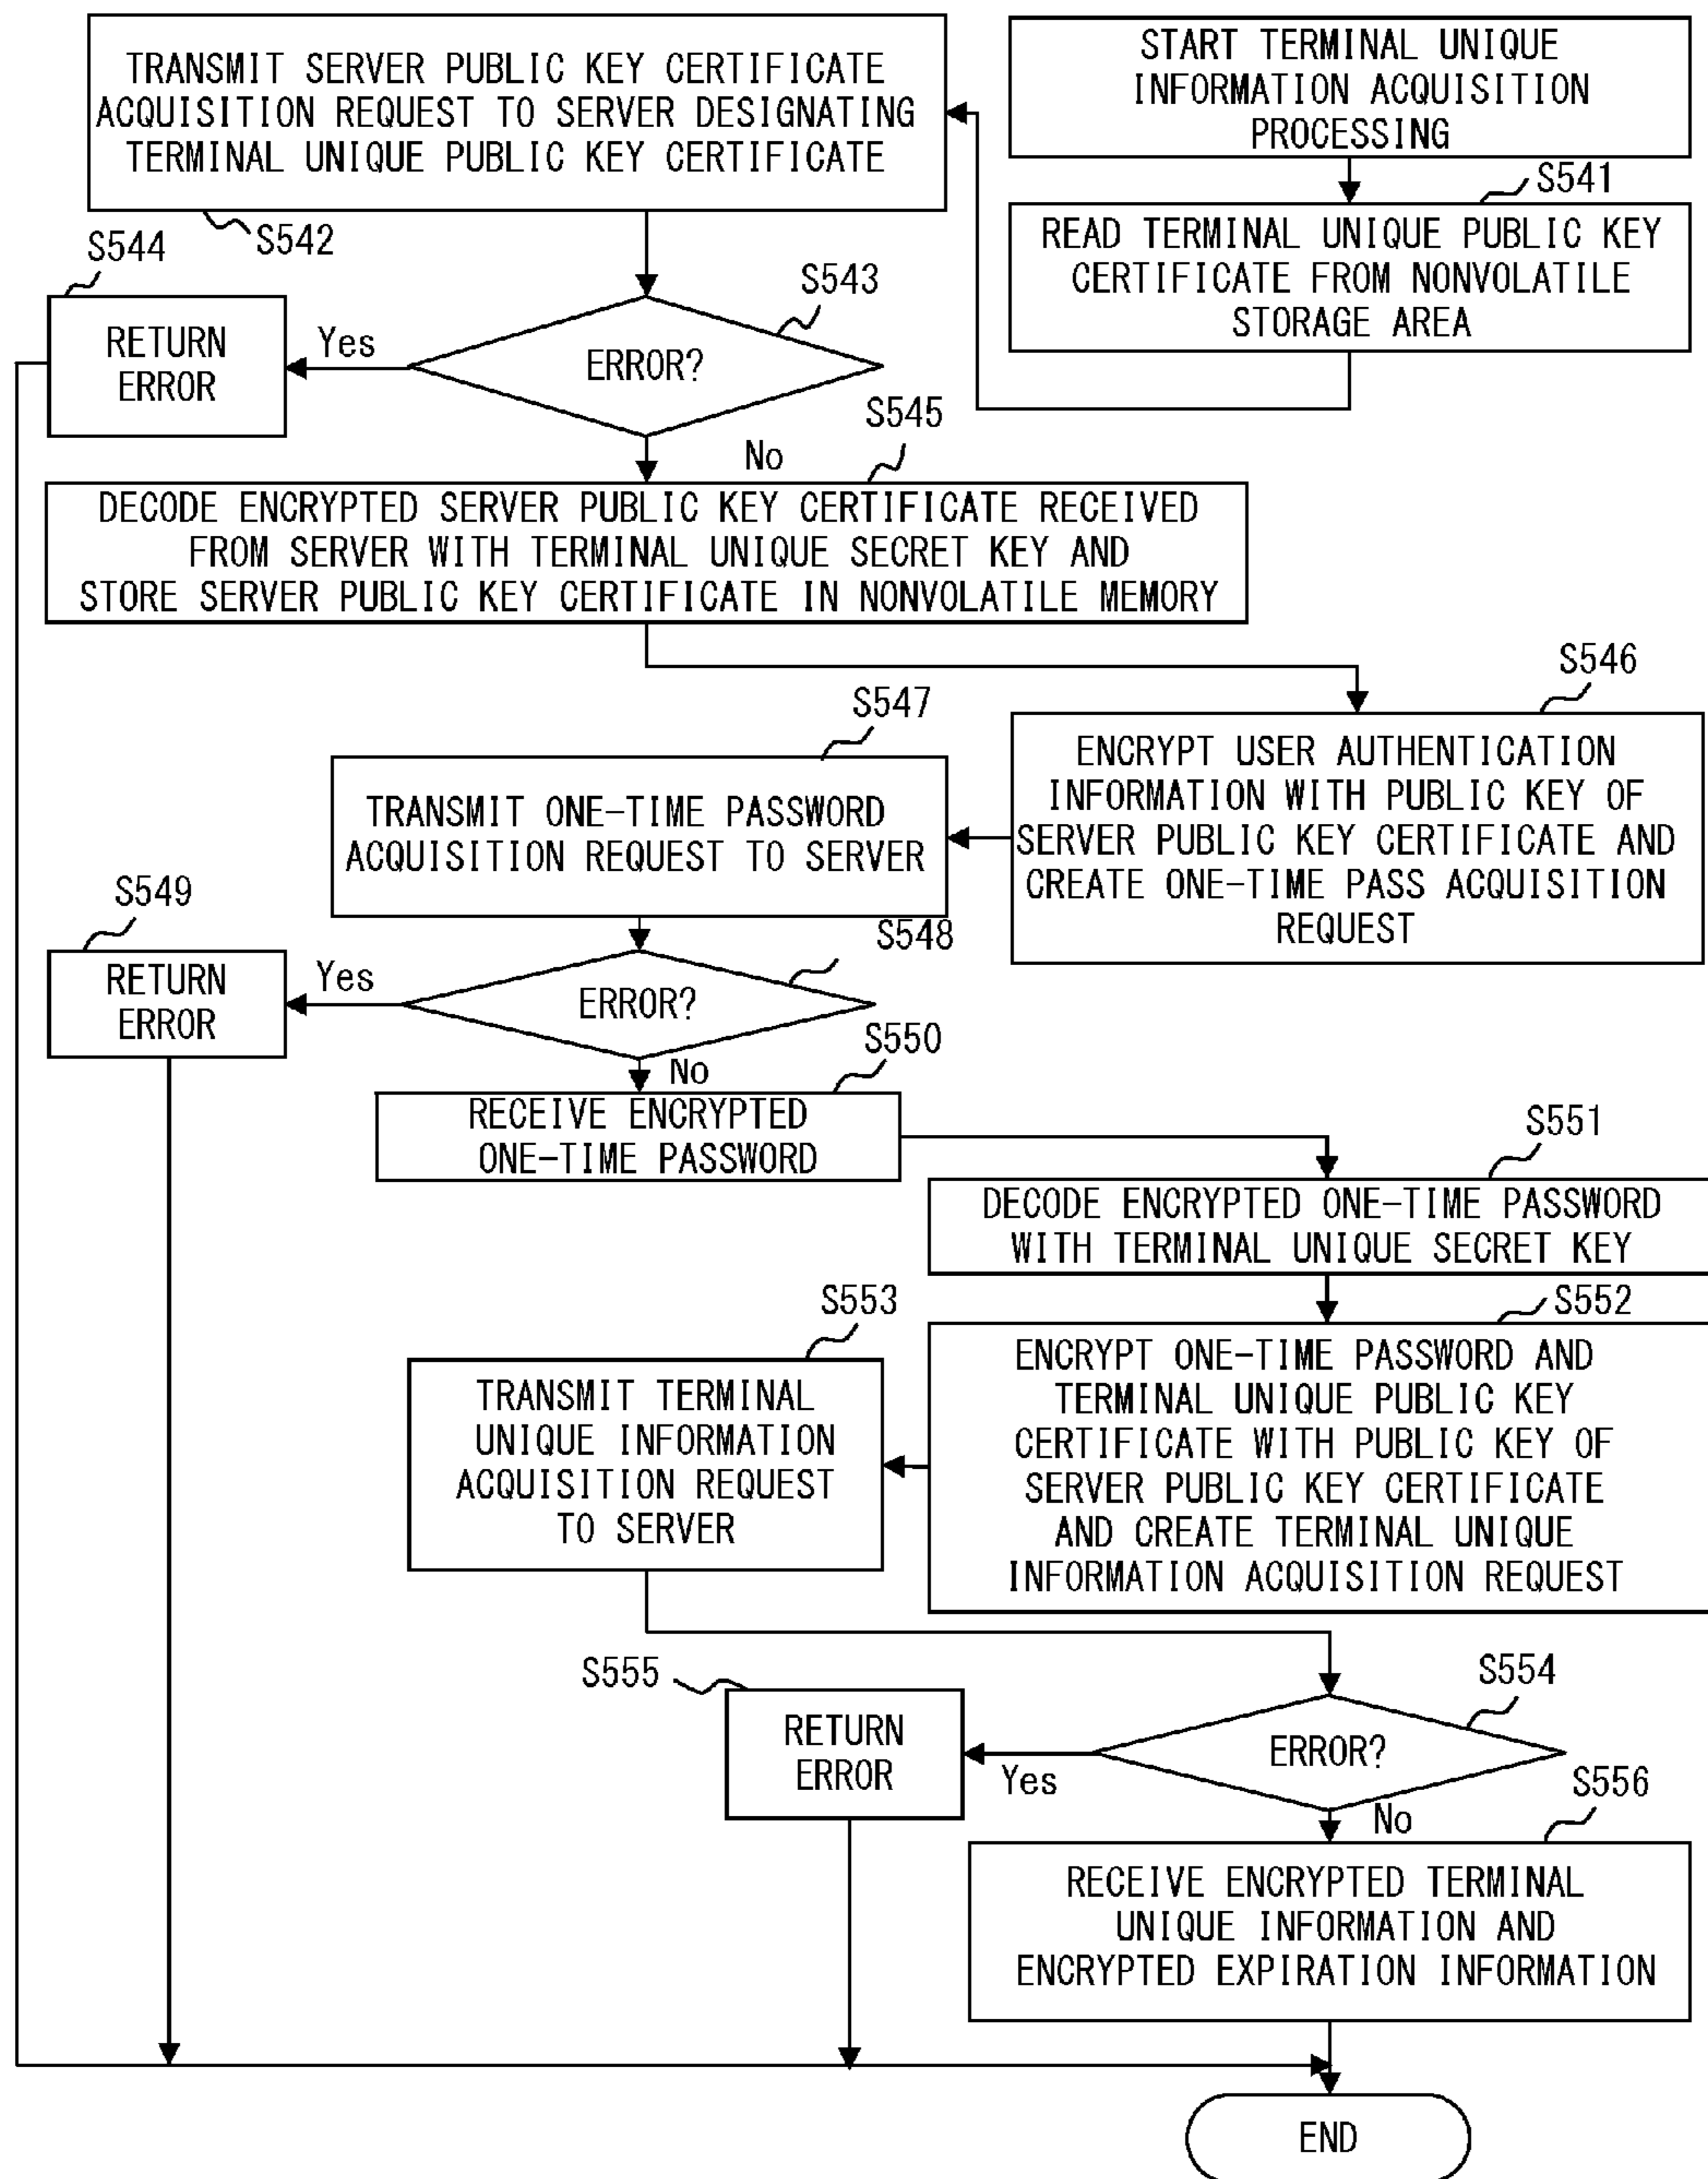 START TERMINAL UNIQUE
INFORMATION ACQUISITION
PROCESSING
S541
READ TERMINAL UNIQUE PUBLIC KEY
CERTIFICATE FROM NONVOLATILE
STORAGE AREA
TRANSMIT SERVER PUBLIC KEY CERTIFICATE
ACQUISITION REQUEST TO SERVER DESIGNATING
TERMINAL UNIQUE PUBLIC KEY CERTIFICATE
S542
S543
ERROR?
Yes
S544
RETURN
ERROR
No
S545
DECODE ENCRYPTED SERVER PUBLIC KEY CERTIFICATE RECEIVED
FROM SERVER WITH TERMINAL UNIQUE SECRET KEY AND
STORE SERVER PUBLIC KEY CERTIFICATE IN NONVOLATILE MEMORY
S546
ENCRYPT USER AUTHENTICATION
INFORMATION WITH PUBLIC KEY OF
SERVER PUBLIC KEY CERTIFICATE AND
CREATE ONE-TIME PASS ACQUISITION
REQUEST
S547
TRANSMIT ONE-TIME PASSWORD
ACQUISITION REQUEST TO SERVER
S548
ERROR?
Yes
S549
RETURN
ERROR
No
S550
RECEIVE ENCRYPTED
ONE-TIME PASSWORD
S551
DECODE ENCRYPTED ONE-TIME PASSWORD
WITH TERMINAL UNIQUE SECRET KEY
S552
ENCRYPT ONE-TIME PASSWORD AND
TERMINAL UNIQUE PUBLIC KEY
CERTIFICATE WITH PUBLIC KEY OF
SERVER PUBLIC KEY CERTIFICATE
AND CREATE TERMINAL UNIQUE
INFORMATION ACQUISITION REQUEST
S553
TRANSMIT TERMINAL
UNIQUE INFORMATION
ACQUISITION REQUEST
TO SERVER
S554
ERROR?
Yes
S555
RETURN
ERROR
No
S556
RECEIVE ENCRYPTED TERMINAL
UNIQUE INFORMATION AND
ENCRYPTED EXPIRATION INFORMATION
END